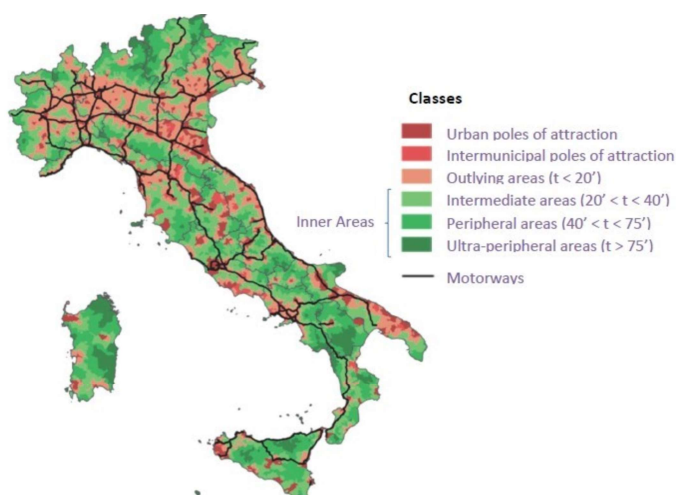 Classes
Urban poles of attraction
Intermunicipal poles of attraction
Outlying areas (t < 20')
Intermediate areas (20' < t < 40')
Inner Areas
Peripheral areas (40' < t < 75')
Ultra-peripheral areas (t > 75')
Motorways